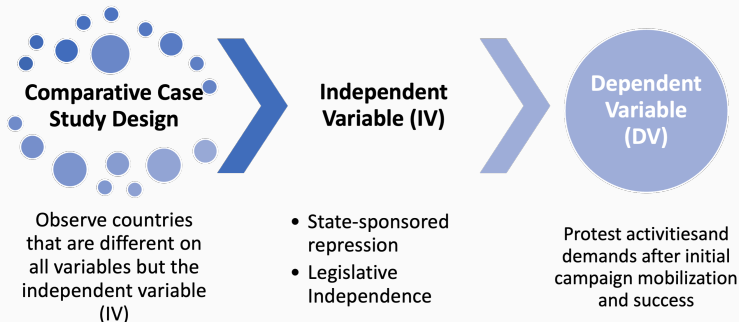 Comparative Case
Study Design
Observe countries
that are different on
all variables but the
independent variable
(IV)
Independent
Variable (IV)
• State-sponsored
repression
• Legislative
Independence
Dependent
Variable
(DV)
Protest activitiesand
demands after initial
campaign mobilization
and success